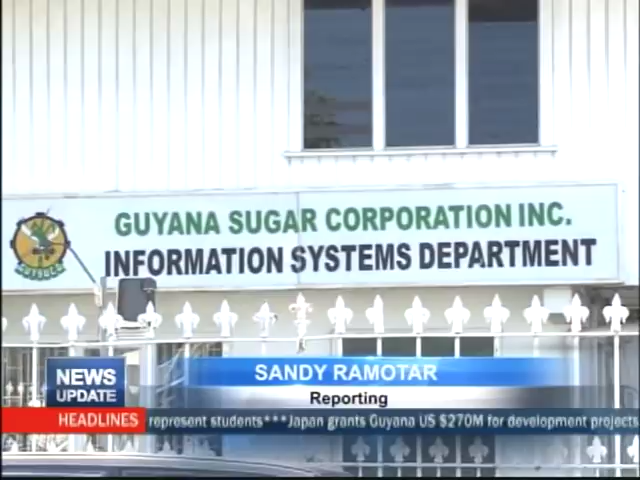 GUYANA SUGAR CORPORATION INC.
INFORMATION SYSTEMS DEPARTMENT
GUYSUCO
SANDY RAMOTAR
Reporting
NEWS
UPDATE
HEADLINES
represent students***Japan grants Guyana US $270M for development projects